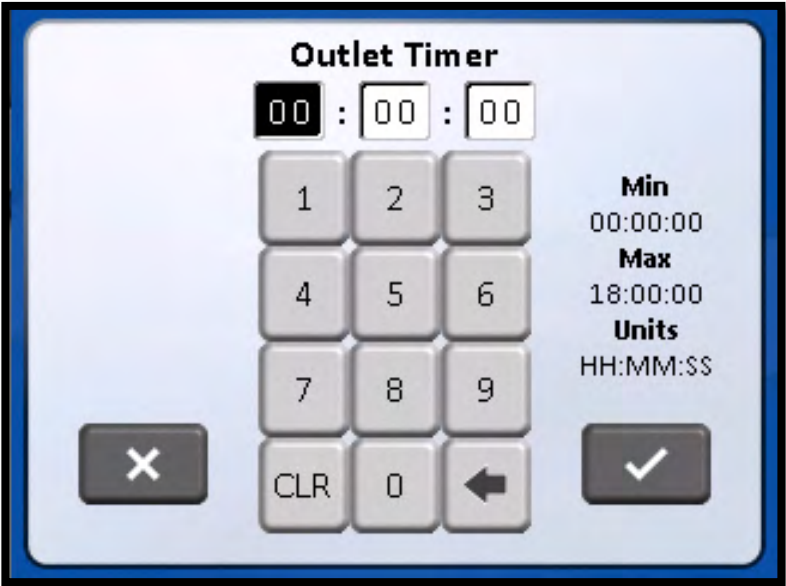 Outlet Timer
00 : 00 : 00
1 2 3
4 5 6
7 8 9
CLR 0
Min
00:00:00
Max
18:00:00
Units
HH:MM:SS